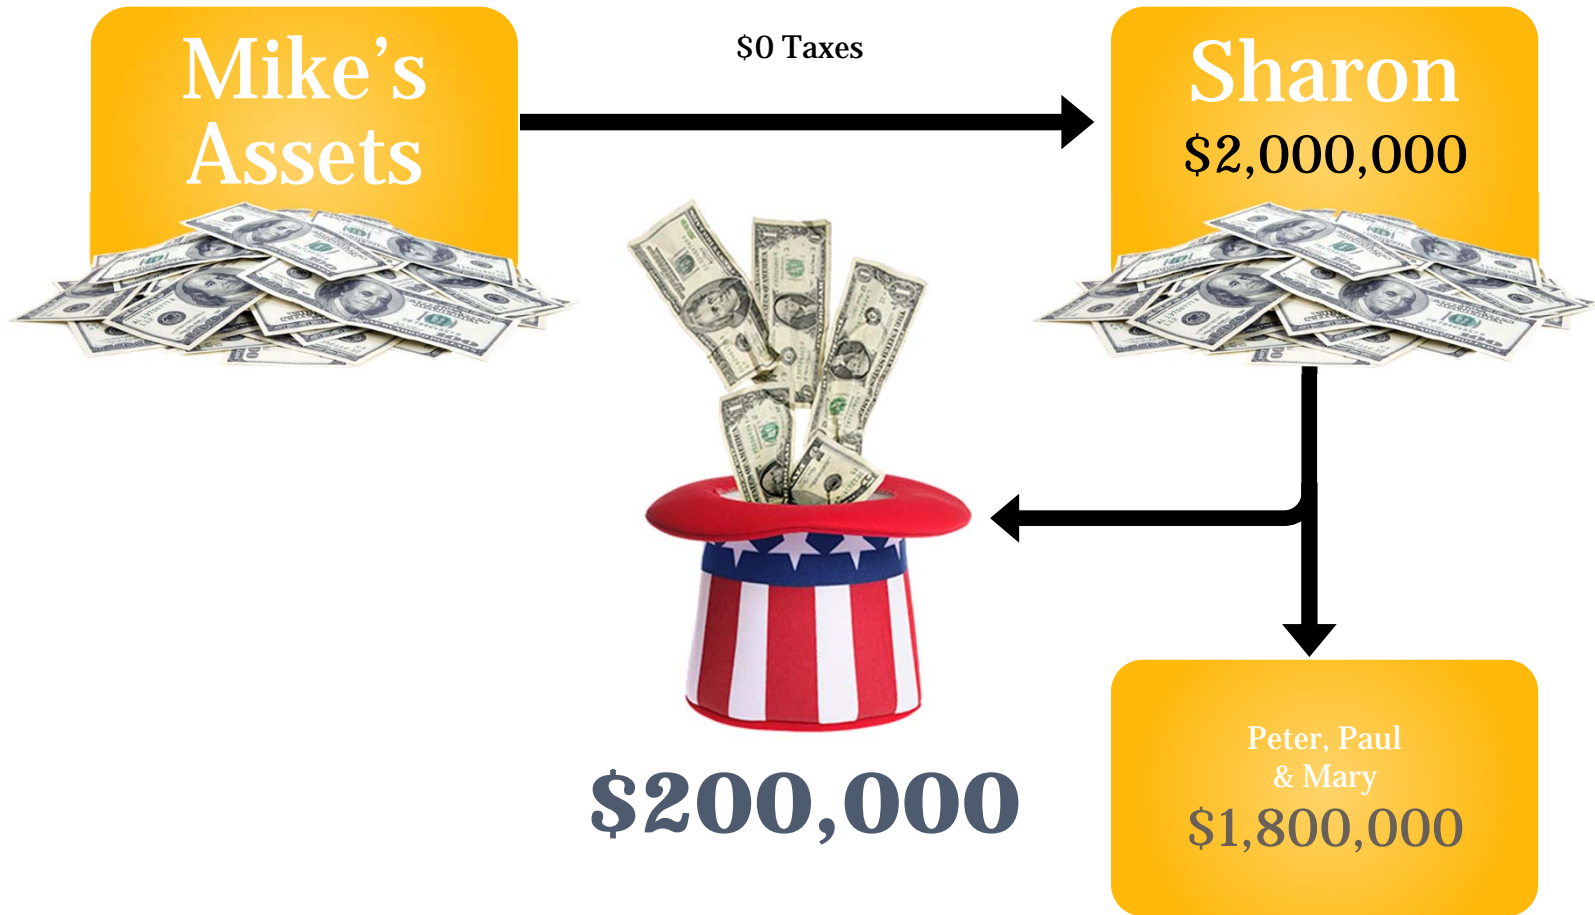 Mike’s
Assets
$0 Taxes
Sharon
$2,000,000
$200,000
Peter, Paul
& Mary
$1,800,000